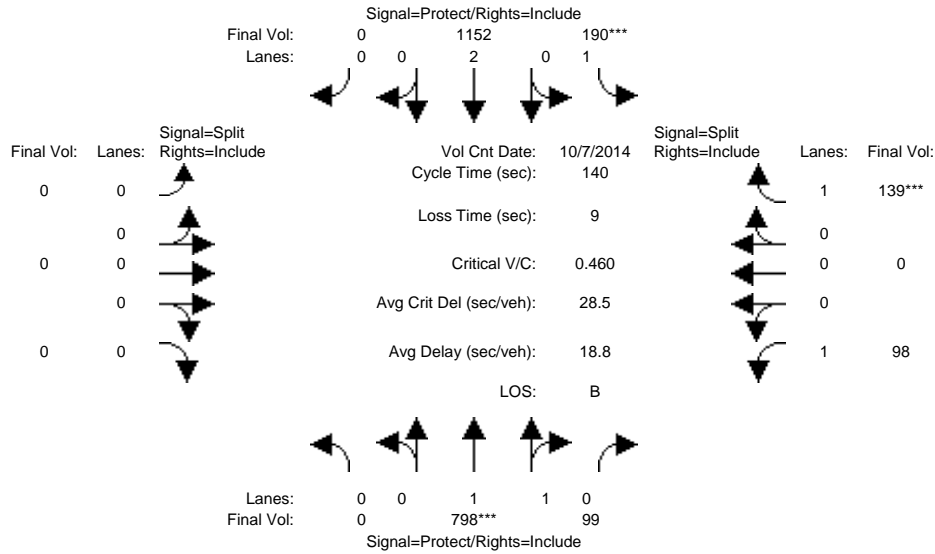 Signal=Protect/Rights=Include
Final Vol: 0 1152 190***
Lanes: 0 0 2 0 1
Signal=Split Signal=Split
Final Vol: Lanes: Rights=Include Vol Cnt Date: 10/7/2014 Rights=Include Lanes: Final Vol:
Cycle Time (sec): 140
0 0 1 139***
Loss Time (sec): 9
0 0
0 0 Critical V/C: 0.460 0 0
0 Avg Crit Del (sec/veh): 28.5 0
0 0 Avg Delay (sec/veh): 18.8 1 98
LOS: B
Lanes: 0 0 1 1 0
Final Vol: 0 798*** 99
Signal=Protect/Rights=Include